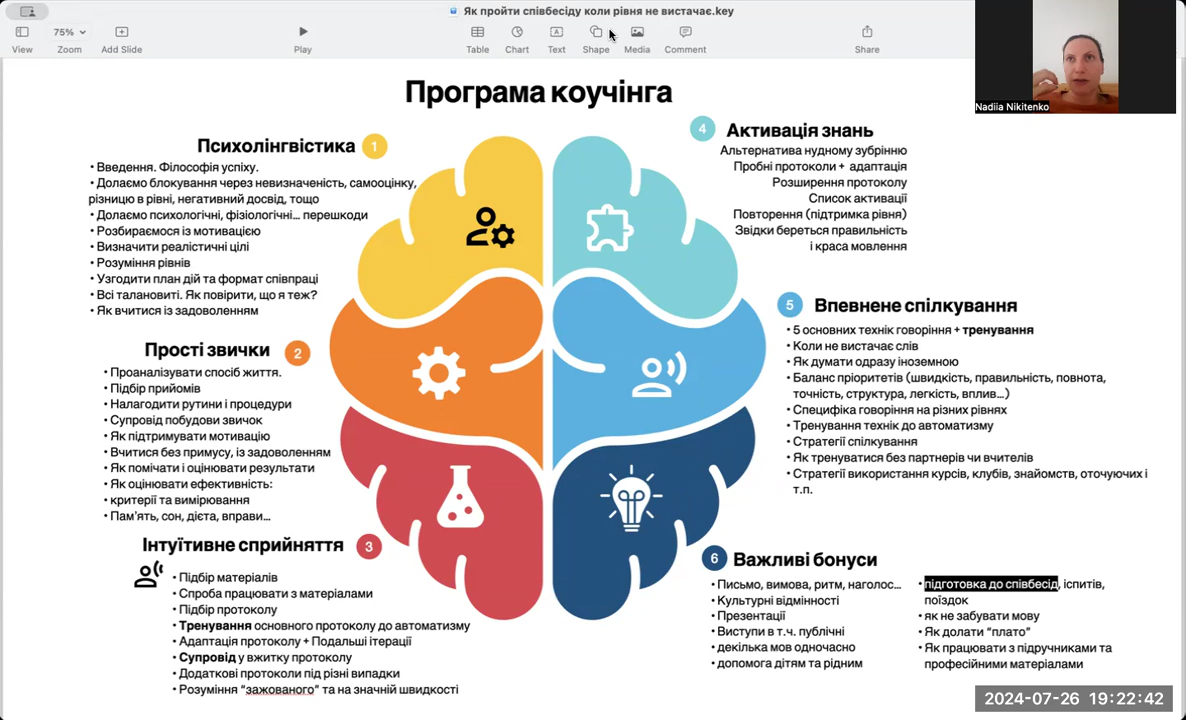 Як пройти співбесіду коли рівня не вистачає.key
75%
View
Zoom
Add Slide
Play
Table
Chart
Text
Shape
Media
Comment
Share
Nadiia Nikitenko
Програма коучінга
Психолінгвістика 1
• Введення. Філософія успіху.
• Долаємо блокування через невизначеність, самооцінку,
різницю в рівні, негативний досвід, тощо
• Долаємо психологічні, фізіологічні... перешкоди
• Розбираємося із мотивацією
• Визначити реалістичні цілі
• Розуміння рівнів
• Узгодити план дій та формат співпраці
• Всі талановиті. Як повірити, що я теж?
• Як вчитися із задоволенням
Прості звички 2
• Проаналізувати спосіб життя.
• Підбір прийомів
• Налагодити рутини і процедури
• Супровід побудови звичок
• Як підтримувати мотивацію
• Вчитися без примусу, із задоволенням
• Як помічати і оцінювати результати
• Як оцінювати ефективність:
• критерії та вимірювання
• Пам'ять, сон, дієта, вправи...
Інтуїтивне сприйняття 3
• Підбір матеріалів
• Спроба працювати з матеріалами
• Підбір протоколу
• Тренування основного протоколу до автоматизму
• Адаптація протоколу + Подальші ітерації
• Супровід у вжитку протоколу
• Додаткові протоколи під різні випадки
• Розуміння "зажованого" та на значній швидкості
4 Активація знань
Альтернатива нудному зубрінню
Пробні протоколи + адаптація
Розширення протоколу
Список активації
Повторення (підтримка рівня)
Звідки береться правильність
і краса мовлення
5 Впевнене спілкування
• 5 основних технік говоріння + тренування
• Коли не вистачає слів
• Як думати одразу іноземною
• Баланс пріоритетів (швидкість, правильність, повнота,
точність, структура, легкість, вплив...)
• Специфіка говоріння на різних рівнях
• Тренування технік до автоматизму
• Стратегії спілкування
• Як тренуватися без партнерів чи вчителів
• Стратегії використання курсів, клубів, знайомств, оточуючих і
т.п.
6 Важливі бонуси
• Письмо, вимова, ритм, наголос...
• Культурні відмінності
• Презентації
• Виступи в т.ч. публічні
• декілька мов одночасно
• допомога дітям та рідним
• підготовка до співбесід, іспитів,
поїздок
• як не забувати мову
• Як долати "плато"
• Як працювати з підручниками та
професійними матеріалами
2024-07-26 19:22:42